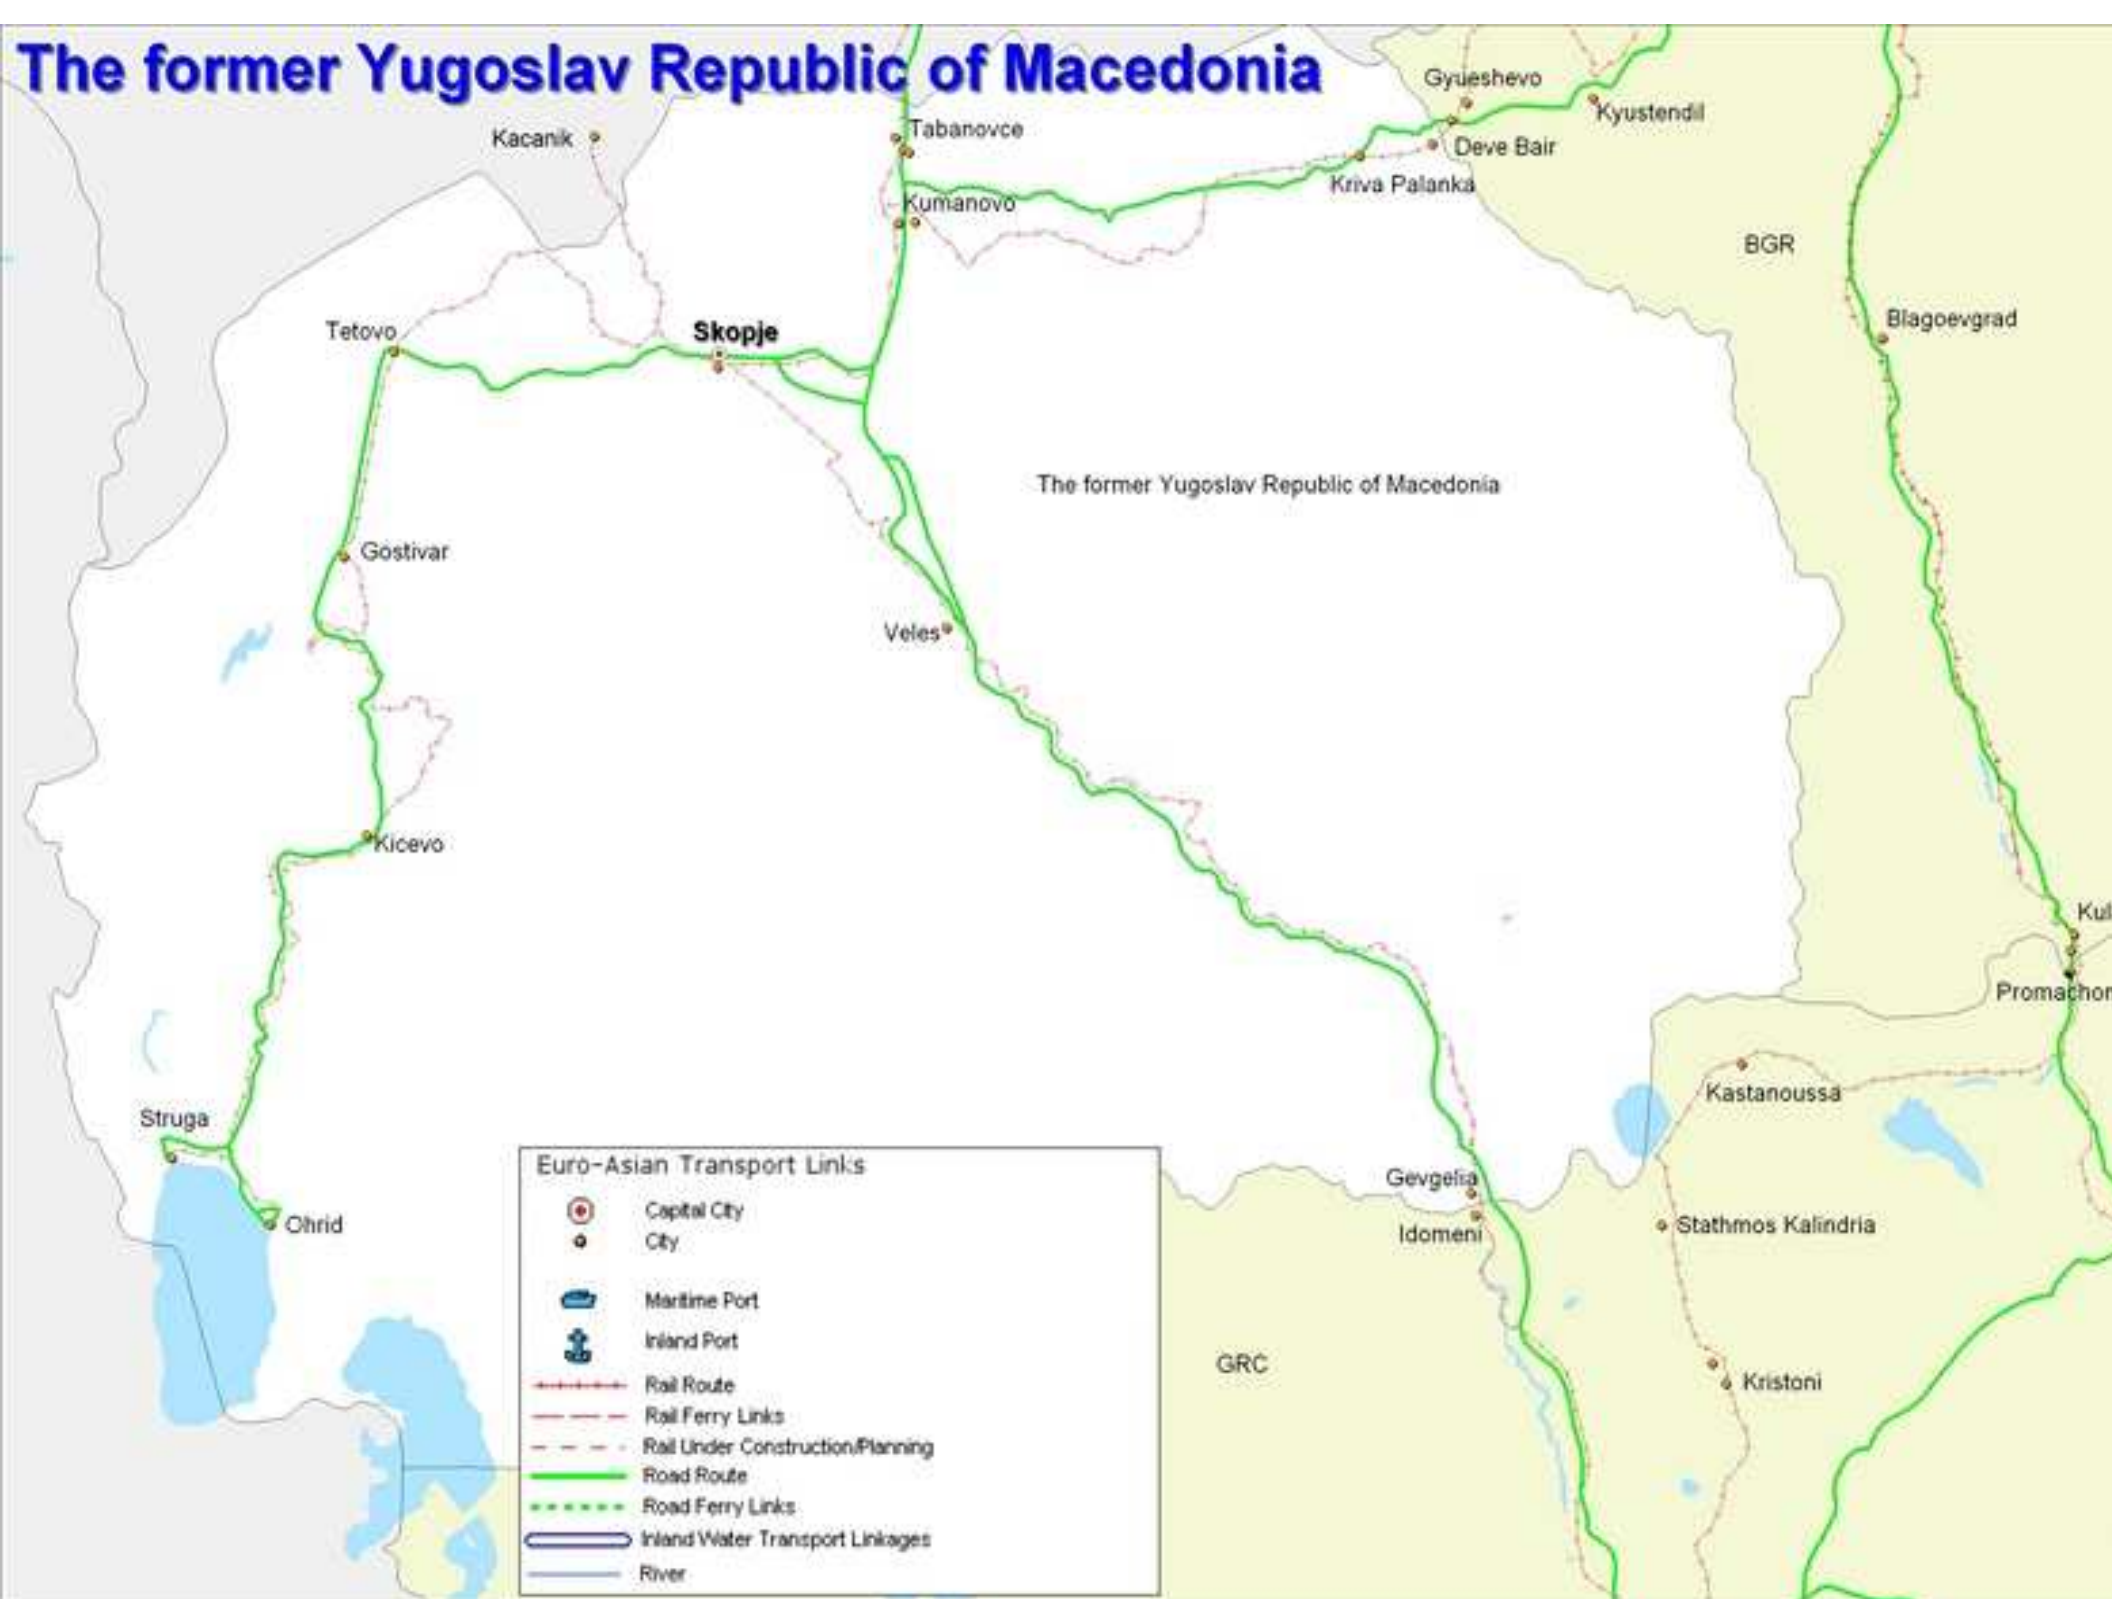 The former Yugoslav Republic of Macedonia
Gyueshevo
Kyustendil
Kacanik
Tabanovce
Deve Bair
Kriva Palanka
Kumanovo
BGR
Blagoevgrad
Tetovo
Skopje
The former Yugoslav Republic of Macedonia
Gostivar
Veles
Kicevo
Kul
Promachon
Kastanoussa
Struga
Gevgelia
Idomeni
Stathmos Kalindria
Ohrid
GRC
Kristoni
Euro-Asian Transport Links
Capital City
City
Maritime Port
Inland Port
Rail Route
Rail Ferry Links
Rail Under Construction/Planning
Road Route
Road Ferry Links
Inland Water Transport Linkages
River